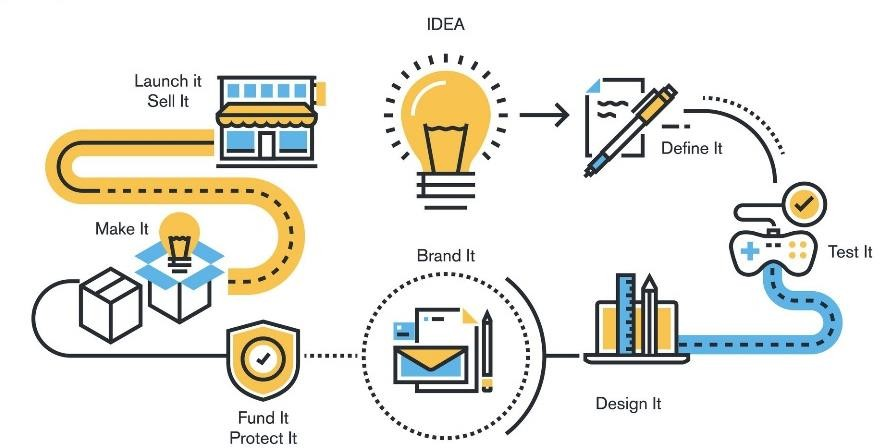 IDEA
Define It
Test It
Design It
Brand It
Fund It
Protect It
Make It
Launch it
Sell It